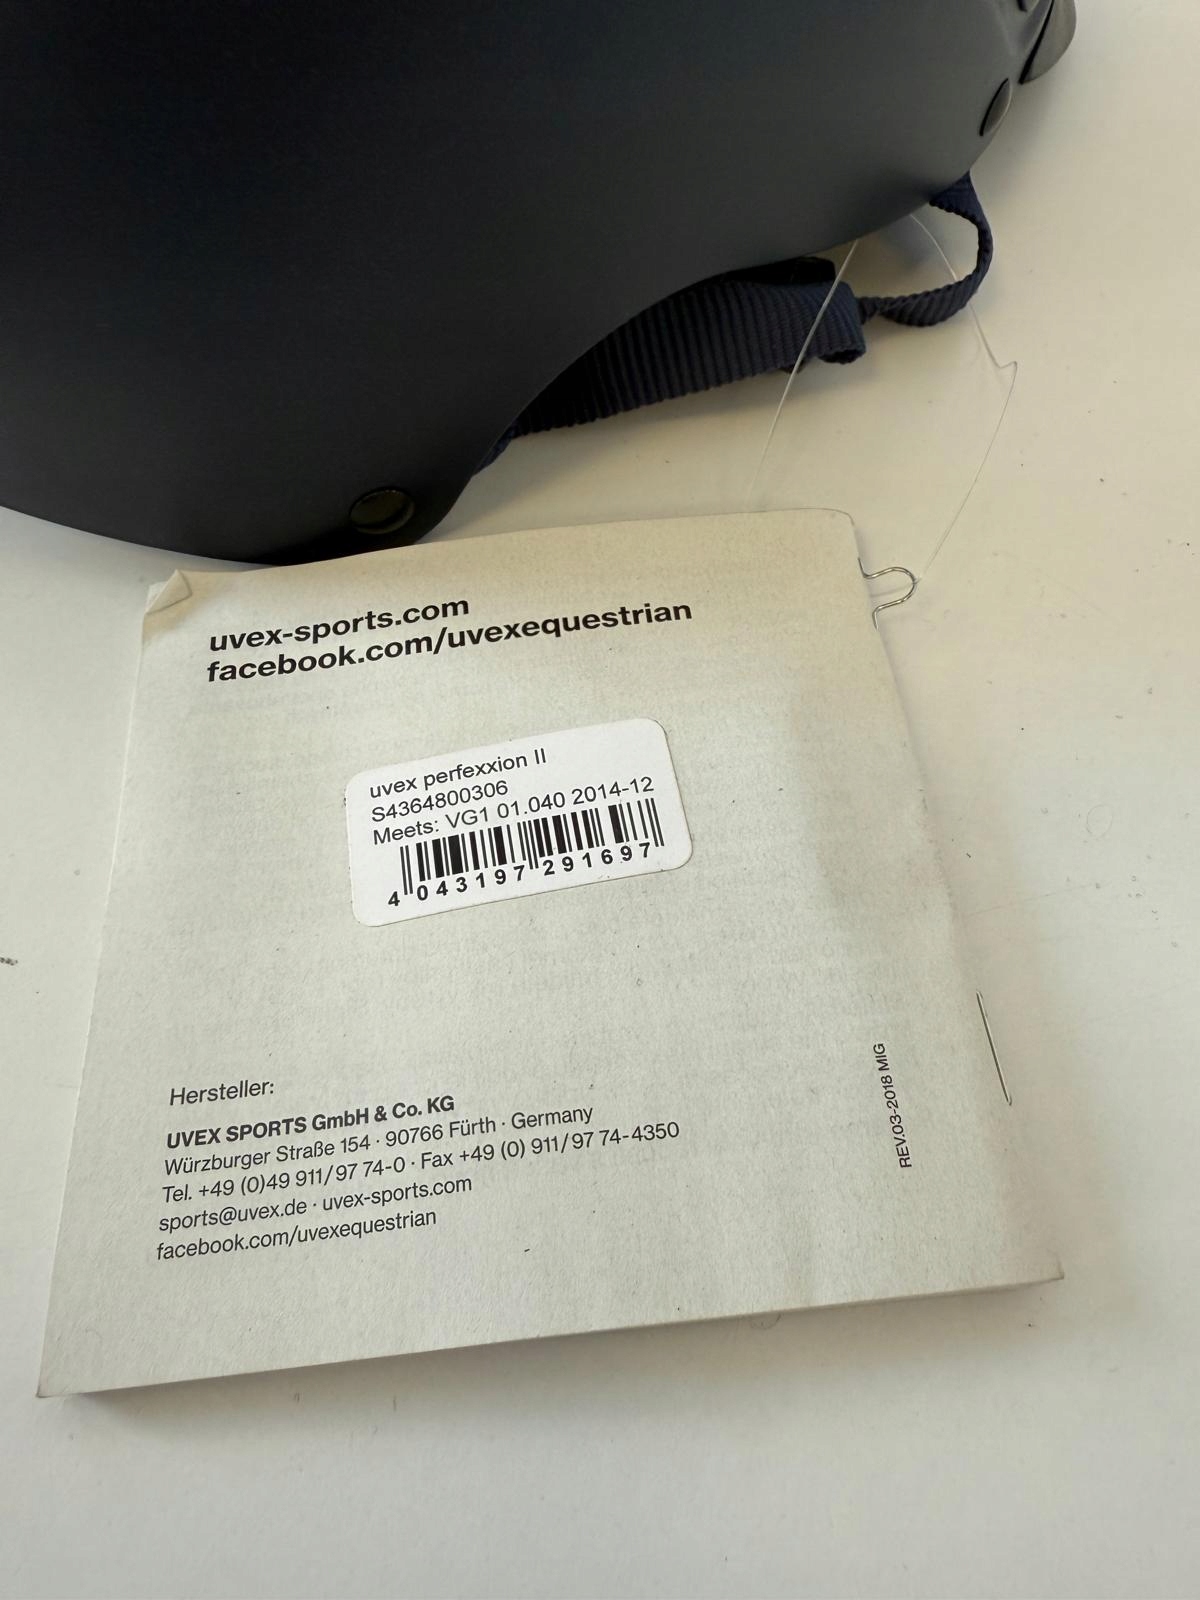 uvex-sports.com
facebook.com/uvexequestrian
uvex perfexxion II
S4364800306
Meets: VG1 01.040 2014-12
4 043197 291697
Hersteller:
UVEX SPORTS GmbH & Co. KG
Würzburger Straße 154 · 90766 Fürth · Germany
Tel. +49 (0)49 911/97 74-0 · Fax +49 (0) 911/97 74-4350
sports@uvex.de · uvex-sports.com
facebook.com/uvexequestrian
REV.03-2018 MIG